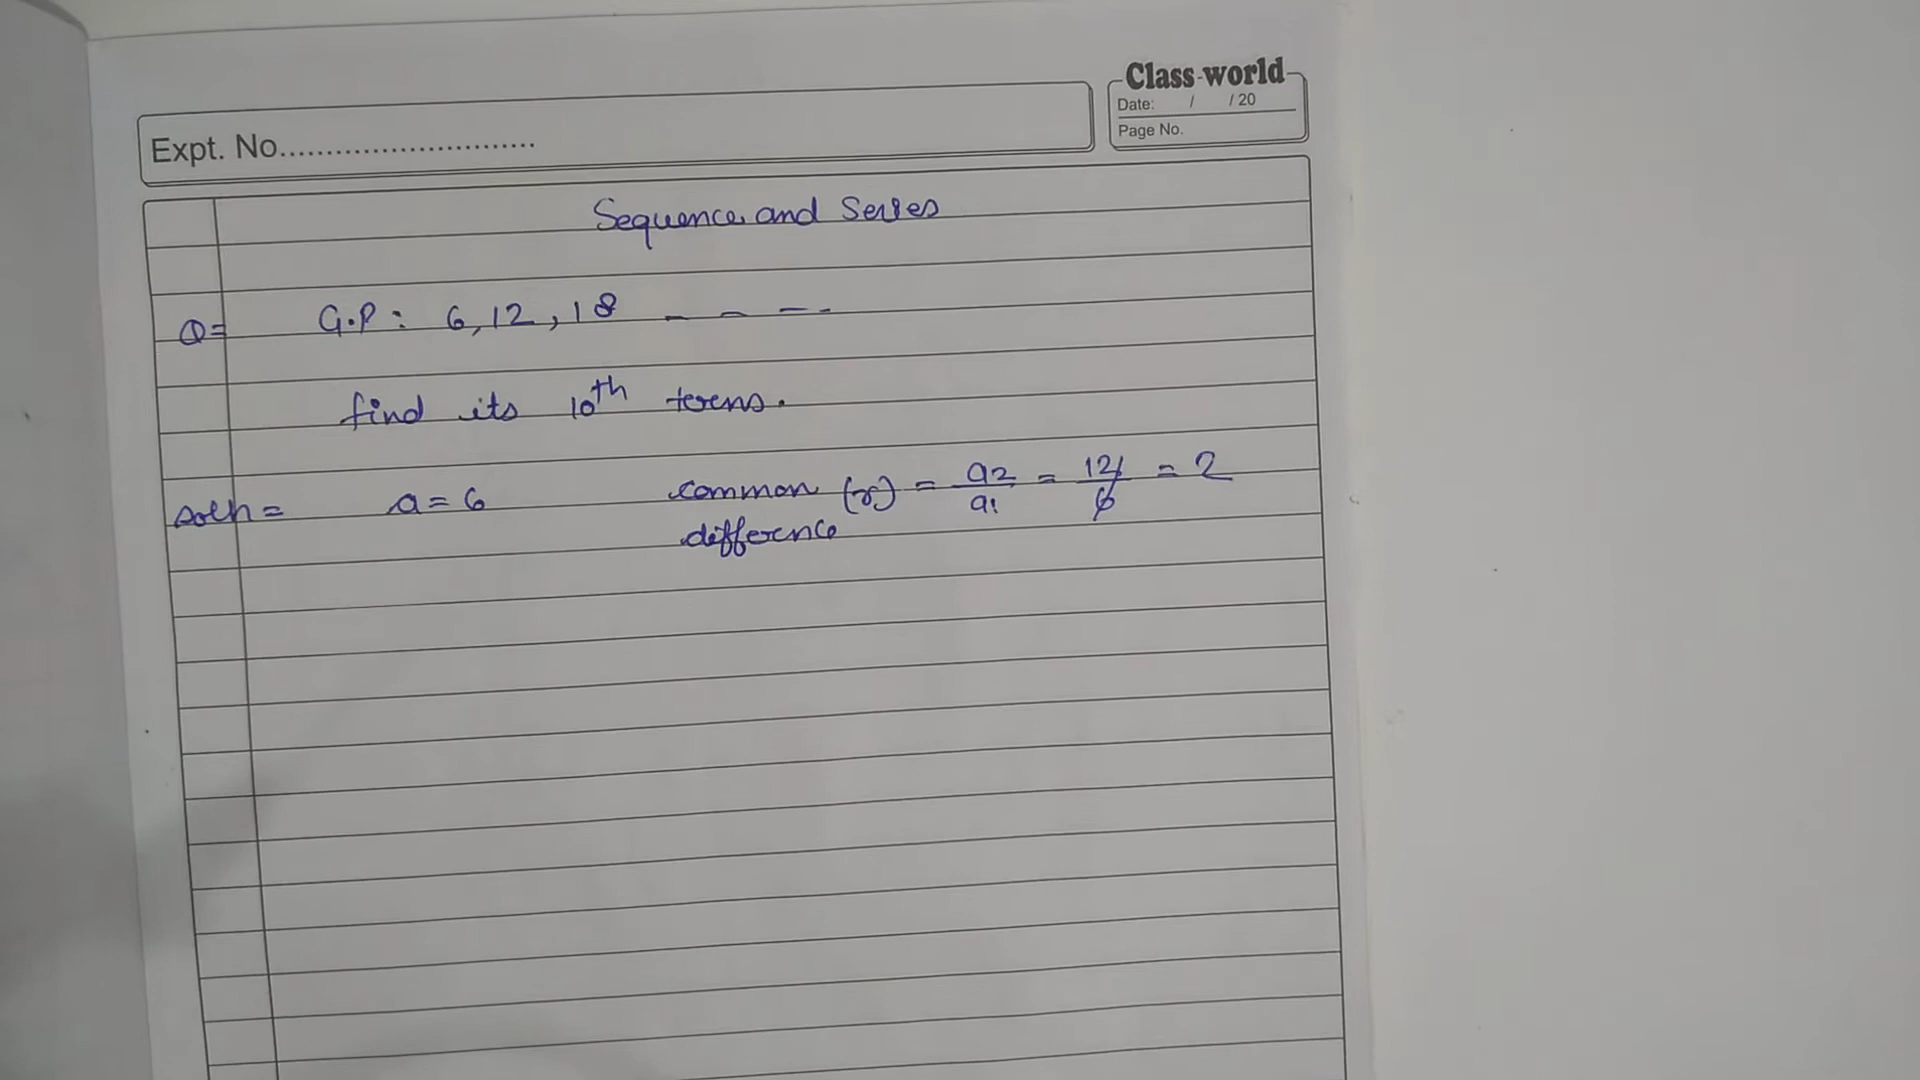 Class-world
Date: / / 20
Page No.
Expt. No...........................
Sequence and Series
Q= G.P: 6, 12, 18 - - - -
find its 10th terms.
soln = a = 6 common (r) = a2/a1 = 12/6 = 2
difference